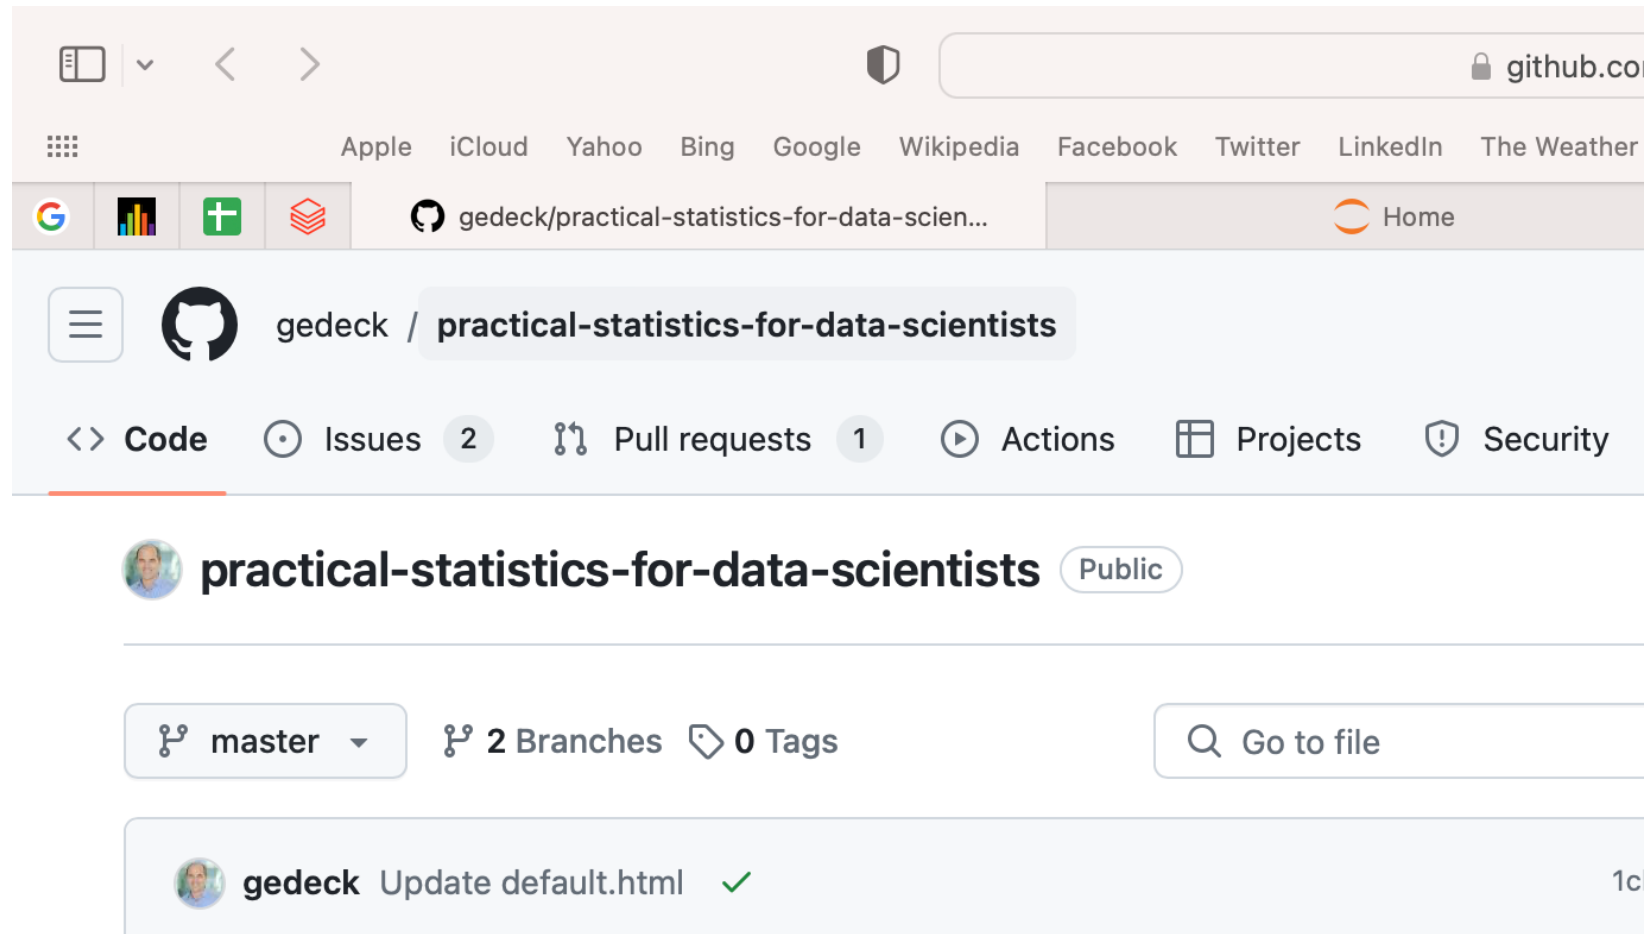 github.co
Apple iCloud Yahoo Bing Google Wikipedia Facebook Twitter LinkedIn The Weather
gedeck/practical-statistics-for-data-scien... Home
gedeck / practical-statistics-for-data-scientists
Code Issues 2 Pull requests 1 Actions Projects Security
practical-statistics-for-data-scientists Public
master 2 Branches 0 Tags Go to file
gedeck Update default.html 1c